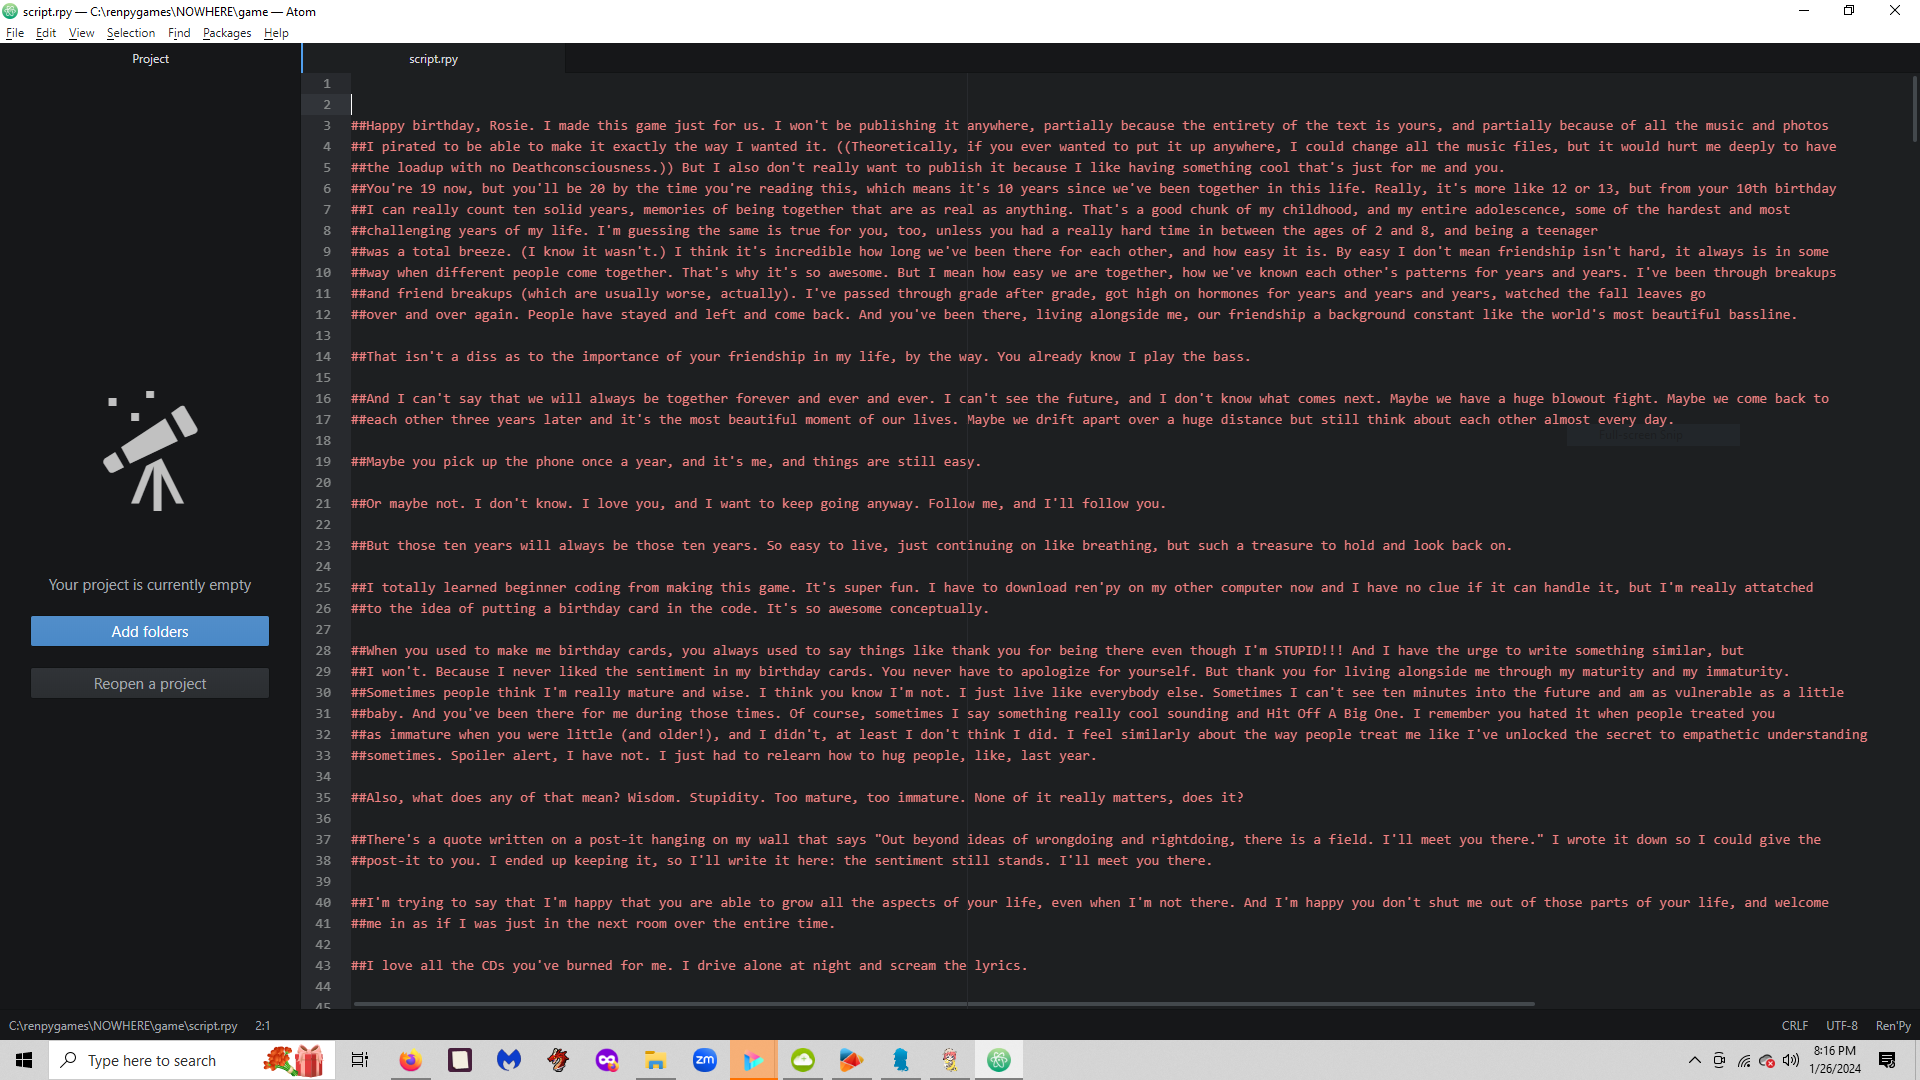 script.rpy — C:\renpygames\NOWHERE\game — Atom
File Edit View Selection Find Packages Help
Project
script.rpy
1
2
3 ##Happy birthday, Rosie. I made this game just for us. I won't be publishing it anywhere, partially because the entirety of the text is yours, and partially because of all the music and photos
4 ##I pirated to be able to make it exactly the way I wanted it. ((Theoretically, if you ever wanted to put it up anywhere, I could change all the music files, but it would hurt me deeply to have
5 ##the loadup with no Deathconsciousness.)) But I also don't really want to publish it because I like having something cool that's just for me and you.
6 ##You're 19 now, but you'll be 20 by the time you're reading this, which means it's 10 years since we've been together in this life. Really, it's more like 12 or 13, but from your 10th birthday
7 ##I can really count ten solid years, memories of being together that are as real as anything. That's a good chunk of my childhood, and my entire adolescence, some of the hardest and most
8 ##challenging years of my life. I'm guessing the same is true for you, too, unless you had a really hard time in between the ages of 2 and 8, and being a teenager
9 ##was a total breeze. (I know it wasn't.) I think it's incredible how long we've been there for each other, and how easy it is. By easy I don't mean friendship isn't hard, it always is in some
10 ##way when different people come together. That's why it's so awesome. But I mean how easy we are together, how we've known each other's patterns for years and years. I've been through breakups
11 ##and friend breakups (which are usually worse, actually). I've passed through grade after grade, got high on hormones for years and years and years, watched the fall leaves go
12 ##over and over again. People have stayed and left and come back. And you've been there, living alongside me, our friendship a background constant like the world's most beautiful bassline.
13
14 ##That isn't a diss as to the importance of your friendship in my life, by the way. You already know I play the bass.
15
16 ##And I can't say that we will always be together forever and ever and ever. I can't see the future, and I don't know what comes next. Maybe we have a huge blowout fight. Maybe we come back to
17 ##each other three years later and it's the most beautiful moment of our lives. Maybe we drift apart over a huge distance but still think about each other almost every day.
18
19 ##Maybe you pick up the phone once a year, and it's me, and things are still easy.
20
21 ##Or maybe not. I don't know. I love you, and I want to keep going anyway. Follow me, and I'll follow you.
22
23 ##But those ten years will always be those ten years. So easy to live, just continuing on like breathing, but such a treasure to hold and look back on.
24
25 ##I totally learned beginner coding from making this game. It's super fun. I have to download ren'py on my other computer now and I have no clue if it can handle it, but I'm really attatched
26 ##to the idea of putting a birthday card in the code. It's so awesome conceptually.
27
28 ##When you used to make me birthday cards, you always used to say things like thank you for being there even though I'm STUPID!!! And I have the urge to write something similar, but
29 ##I won't. Because I never liked the sentiment in my birthday cards. You never have to apologize for yourself. But thank you for living alongside me through my maturity and my immaturity.
30 ##Sometimes people think I'm really mature and wise. I think you know I'm not. I just live like everybody else. Sometimes I can't see ten minutes into the future and am as vulnerable as a little
31 ##baby. And you've been there for me during those times. Of course, sometimes I say something really cool sounding and Hit Off A Big One. I remember you hated it when people treated you
32 ##as immature when you were little (and older!), and I didn't, at least I don't think I did. I feel similarly about the way people treat me like I've unlocked the secret to empathetic understanding
33 ##sometimes. Spoiler alert, I have not. I just had to relearn how to hug people, like, last year.
34
35 ##Also, what does any of that mean? Wisdom. Stupidity. Too mature, too immature. None of it really matters, does it?
36
37 ##There's a quote written on a post-it hanging on my wall that says "Out beyond ideas of wrongdoing and rightdoing, there is a field. I'll meet you there." I wrote it down so I could give the
38 ##post-it to you. I ended up keeping it, so I'll write it here: the sentiment still stands. I'll meet you there.
39
40 ##I'm trying to say that I'm happy that you are able to grow all the aspects of your life, even when I'm not there. And I'm happy you don't shut me out of those parts of your life, and welcome
41 ##me in as if I was just in the next room over the entire time.
42
43 ##I love all the CDs you've burned for me. I drive alone at night and scream the lyrics.
44
45
Your project is currently empty
Add folders
Reopen a project
C:\renpygames\NOWHERE\game\script.rpy 2:1
CRLF UTF-8 Ren'Py
Type here to search
zm
8:16 PM
1/26/2024